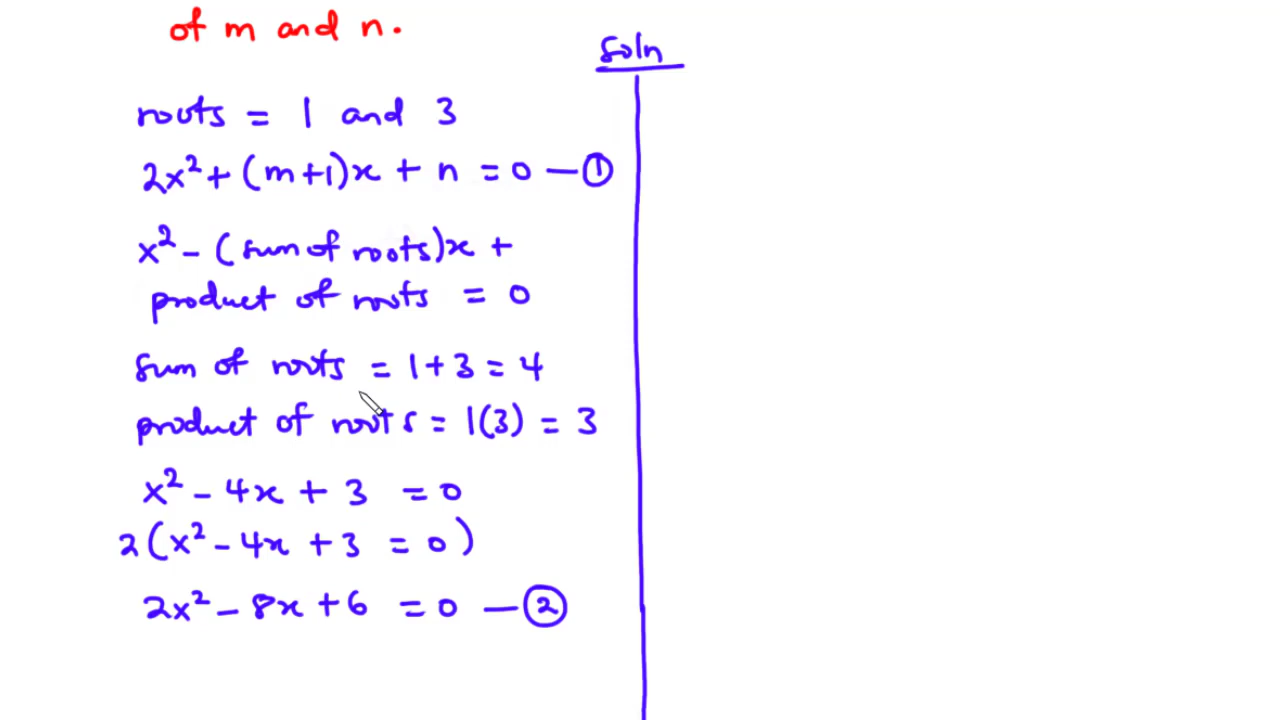 of m and n.
Soln
roots = 1 and 3
2x² + (m+1)x + n = 0 — ①
x² - (sum of roots)x +
product of roots = 0
sum of roots = 1 + 3 = 4
product of roots = 1(3) = 3
x² - 4x + 3 = 0
2(x² - 4x + 3 = 0)
2x² - 8x + 6 = 0 — ②